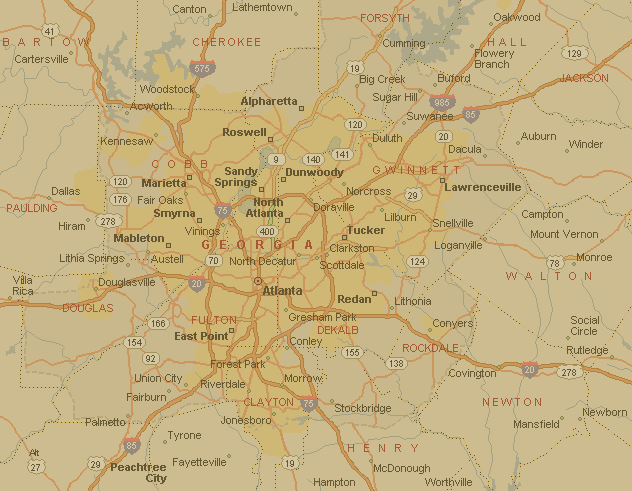 Canton
Lathemtown
Oakwood
FORSYTH
41
BARTOW
CHEROKEE
Cumming
HALL
Cartersville
Flowery
Branch
129
575
19
Big Creek
Buford
JACKSON
Woodstock
Sugar Hill
Alpharetta
985
Acworth
Suwanee
85
120
Roswell
Duluth
20
Auburn
Kennesaw
Dacula
Winder
COBB
9
140
141
Sandy
Springs
Dunwoody
GWINNETT
120
Marietta
Lawrenceville
Dallas
Norcross
29
176
Fair Oaks
North
Atlanta
PAULDING
75
Doraville
Smyrna
Lilburn
Campton
278
Snellville
Hiram
Vinings
400
Tucker
Mount Vernon
Mableton
GEORGIA
Clarkston
Loganville
Lithia Springs
Austell
70
North Decatur
Scottdale
124
78
Monroe
Villa
Rica
Douglasville
20
WALTON
Atlanta
Redan
Lithonia
DOUGLAS
166
FULTON
Gresham Park
Conyers
Social
Circle
East Point
DEKALB
154
Conley
ROCKDALE
Rutledge
92
155
Forest Park
138
20
278
Union City
Riverdale
Morrow
Covington
Fairburn
CLAYTON
75
Stockbridge
NEWTON
Newborn
Palmetto
Jonesboro
Mansfield
85
Tyrone
HENRY
Alt
27
29
Peachtree
City
Fayetteville
19
McDonough
Hampton
Worthville